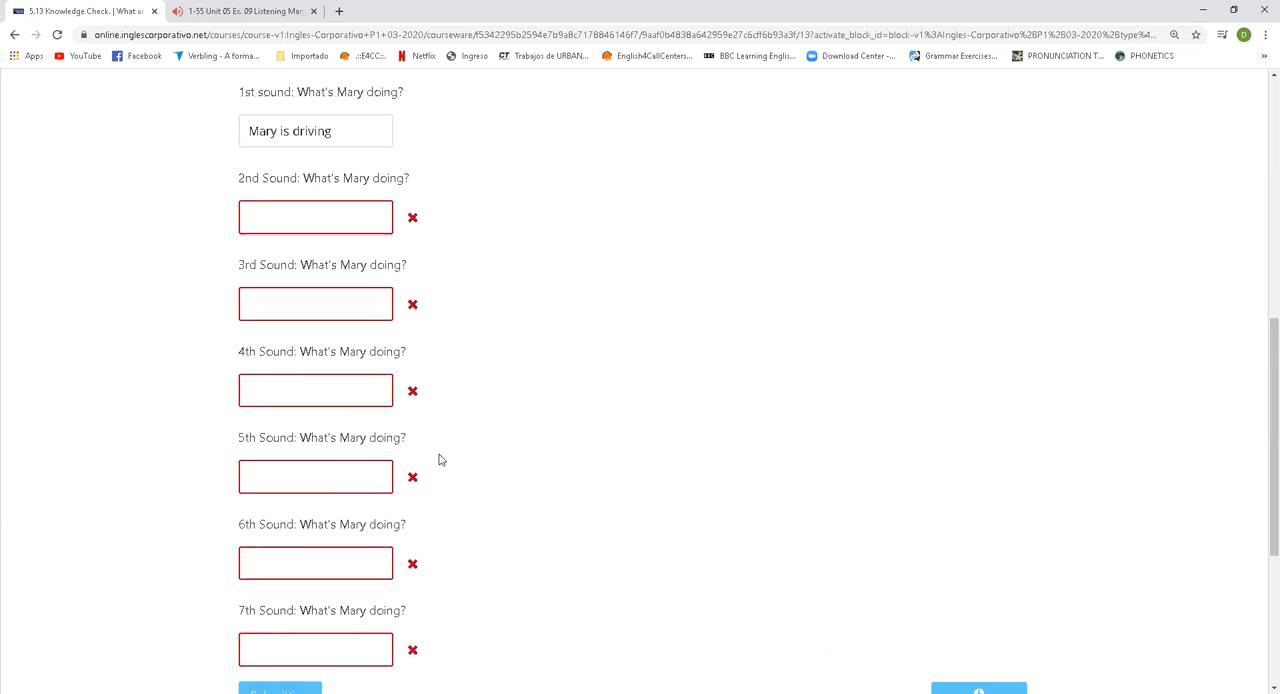 5.13 Knowledge Check. | What ar
1-55 Unit 05 Ex. 09 Listening Mar
online.inglescorporativo.net/courses/course-v1:Ingles-Corporativo+P1+03-2020/courseware/f5342295b2594e7b9a8c7178846146f7/9aaf0b4838a642959e27c6cff6b93a3f/13?activate_block_id=block-v1%3AIngles-Corporativo%2BP1%2B03-2020%2Btype%4...
D
Apps YouTube Facebook Verbling - A forma... Importado .::E4CC::. Netflix Ingreso CT Trabajos de URBAN... English4CallCenters... BBC Learning Englis... Download Center -... Grammar Exercises... PRONUNCIATION T... PHONETICS »
1st sound: What's Mary doing?
Mary is driving
2nd Sound: What's Mary doing?
3rd Sound: What's Mary doing?
4th Sound: What's Mary doing?
5th Sound: What's Mary doing?
6th Sound: What's Mary doing?
7th Sound: What's Mary doing?